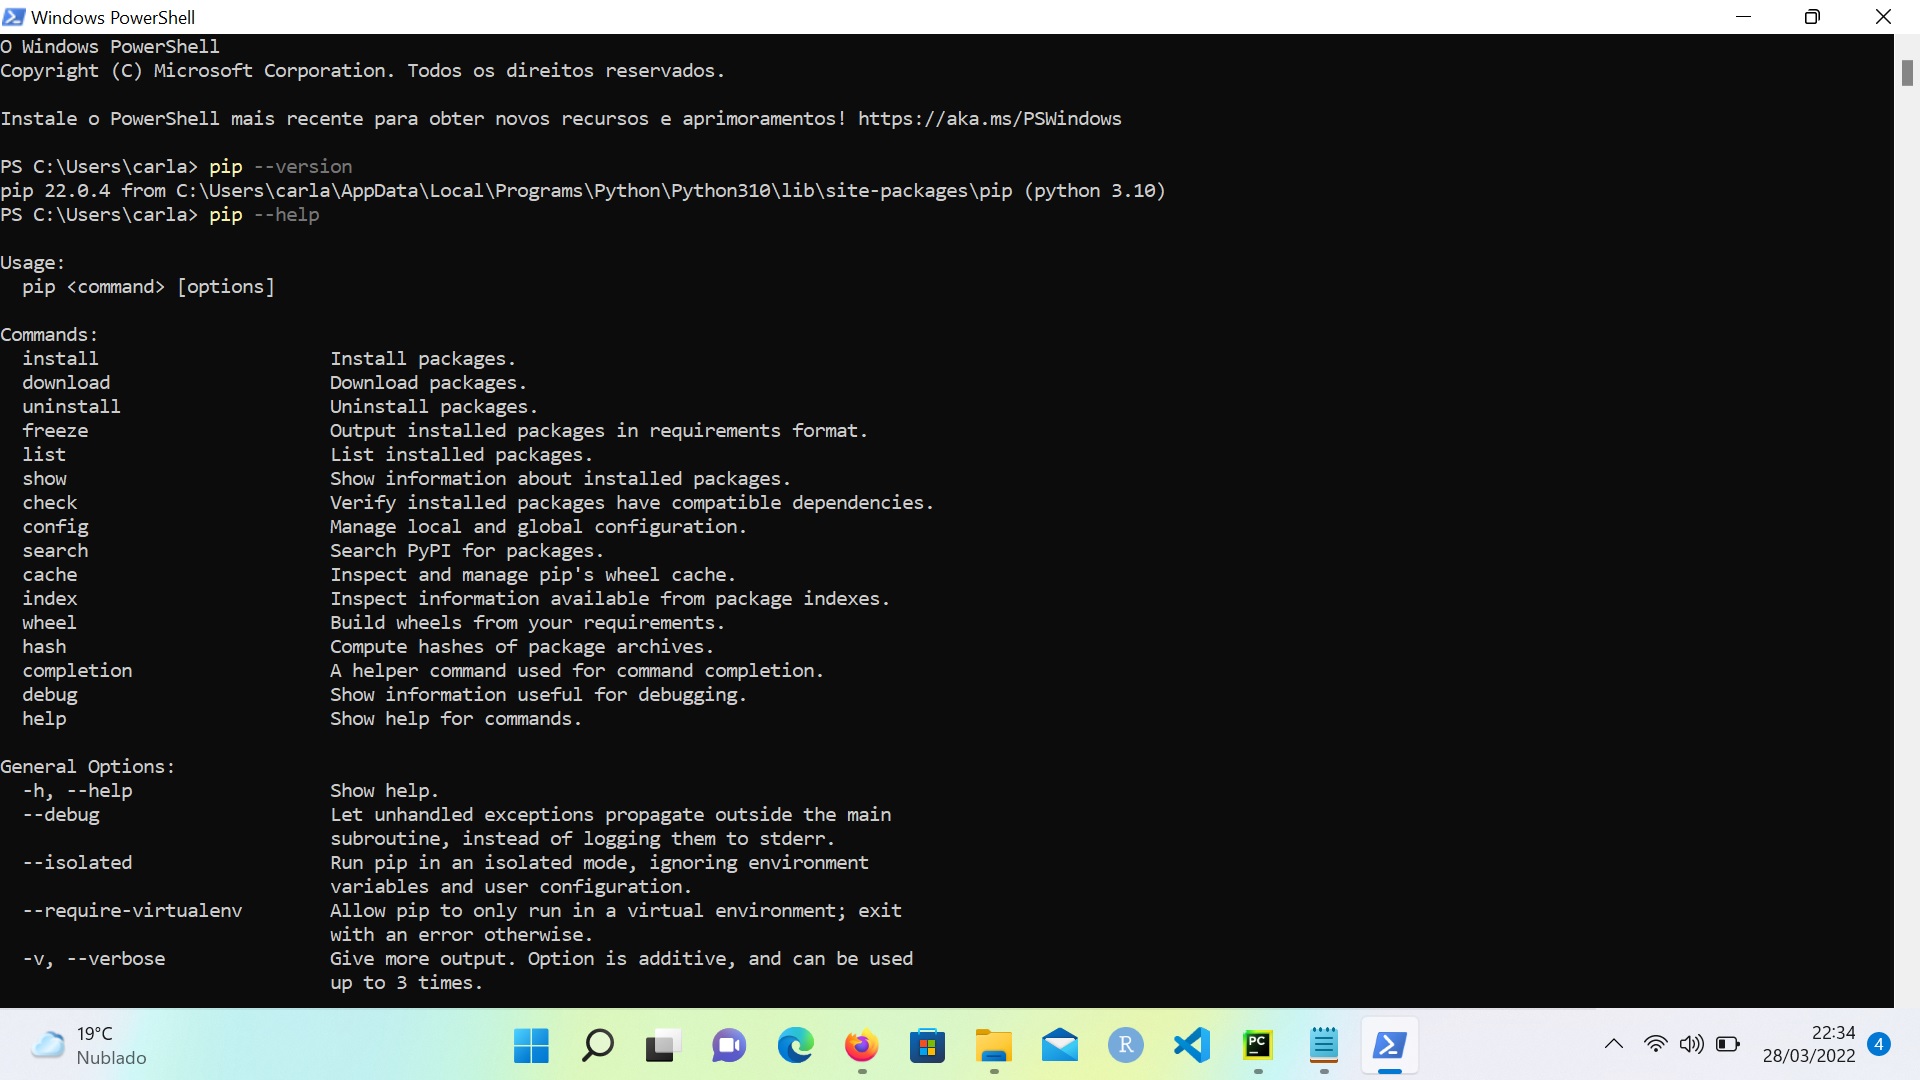 Windows PowerShell
O Windows PowerShell
Copyright (C) Microsoft Corporation. Todos os direitos reservados.
Instale o PowerShell mais recente para obter novos recursos e aprimoramentos! https://aka.ms/PSWindows
PS C:\Users\carla> pip --version
pip 22.0.4 from C:\Users\carla\AppData\Local\Programs\Python\Python310\lib\site-packages\pip (python 3.10)
PS C:\Users\carla> pip --help
Usage:
pip <command> [options]
Commands:
install Install packages.
download Download packages.
uninstall Uninstall packages.
freeze Output installed packages in requirements format.
list List installed packages.
show Show information about installed packages.
check Verify installed packages have compatible dependencies.
config Manage local and global configuration.
search Search PyPI for packages.
cache Inspect and manage pip's wheel cache.
index Inspect information available from package indexes.
wheel Build wheels from your requirements.
hash Compute hashes of package archives.
completion A helper command used for command completion.
debug Show information useful for debugging.
help Show help for commands.
General Options:
-h, --help Show help.
--debug Let unhandled exceptions propagate outside the main
subroutine, instead of logging them to stderr.
--isolated Run pip in an isolated mode, ignoring environment
variables and user configuration.
--require-virtualenv Allow pip to only run in a virtual environment; exit
with an error otherwise.
-v, --verbose Give more output. Option is additive, and can be used
up to 3 times.
19°C
Nublado
R
PC
22:34
28/03/2022
4